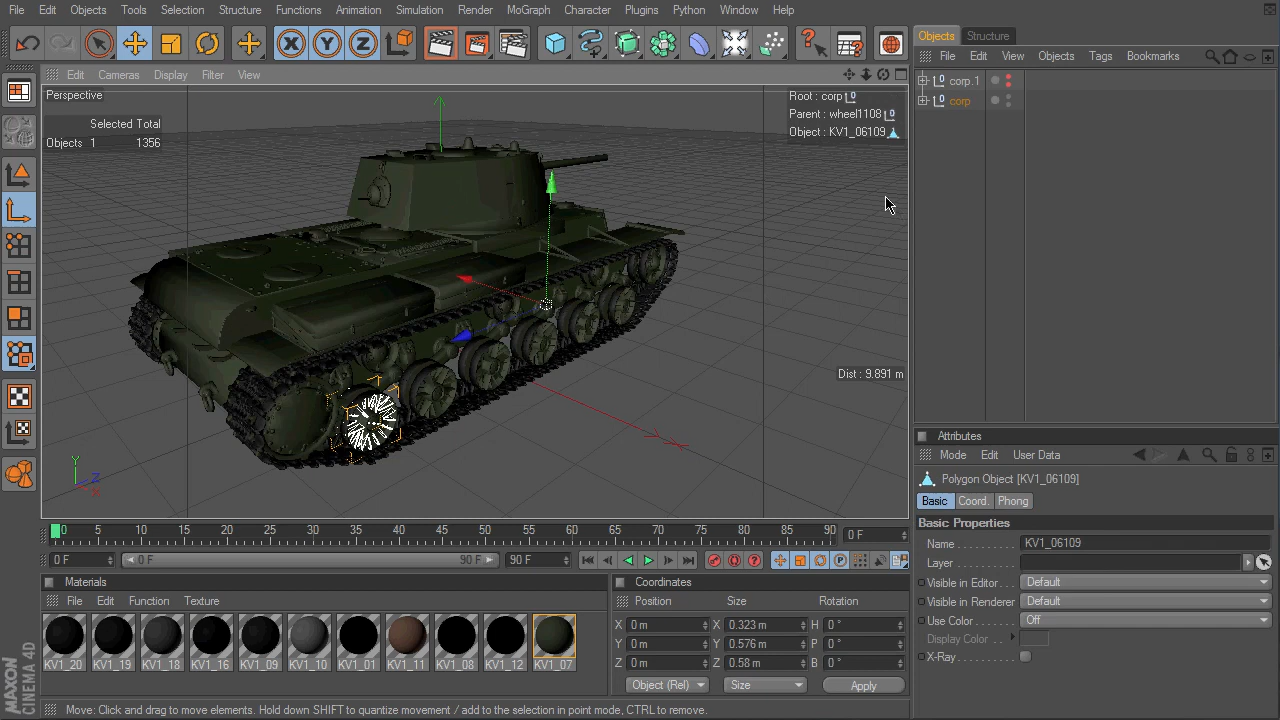 File Edit Objects Tools Selection Structure Functions Animation Simulation Render MoGraph Character Plugins Python Window Help
Objects Structure
File Edit View Objects Tags Bookmarks
corp.1
corp
Edit Cameras Display Filter View
Perspective
Selected Total
Objects 1 1356
Root : corp
Parent : wheel1108
Object : KV1_06109
Dist : 9.891 m
Y
Z
X
Attributes
Mode Edit User Data
Polygon Object [KV1_06109]
Basic Coord. Phong
Basic Properties
Name KV1_06109
Layer
Visible in Editor Default
Visible in Renderer Default
Use Color Off
Display Color
X-Ray
0 5 10 15 20 25 30 35 40 45 50 55 60 65 70 75 80 85 90 0 F
0 F 0 F 90 F 90 F
Materials
File Edit Function Texture
KV1_20 KV1_19 KV1_18 KV1_16 KV1_09 KV1_10 KV1_01 KV1_11 KV1_08 KV1_12 KV1_07
Coordinates
Position Size Rotation
X 0 m X 0.323 m H 0 °
Y 0 m Y 0.576 m P 0 °
Z 0 m Z 0.58 m B 0 °
Object (Rel) Size Apply
MAXON
CINEMA 4D
Move: Click and drag to move elements. Hold down SHIFT to quantize movement / add to the selection in point mode, CTRL to remove.